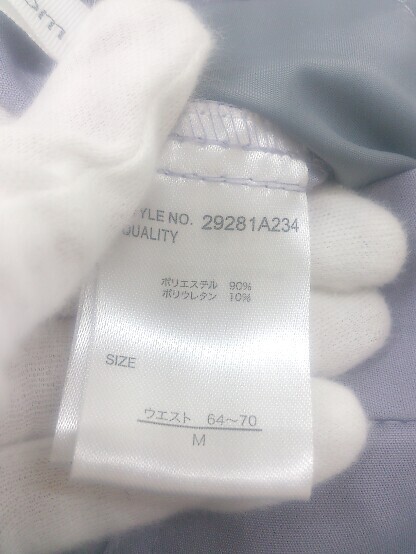 STYLE NO. 29281A234
QUALITY
ポリエステル 90%
ポリウレタン 10%
SIZE
ウエスト 64〜70
M